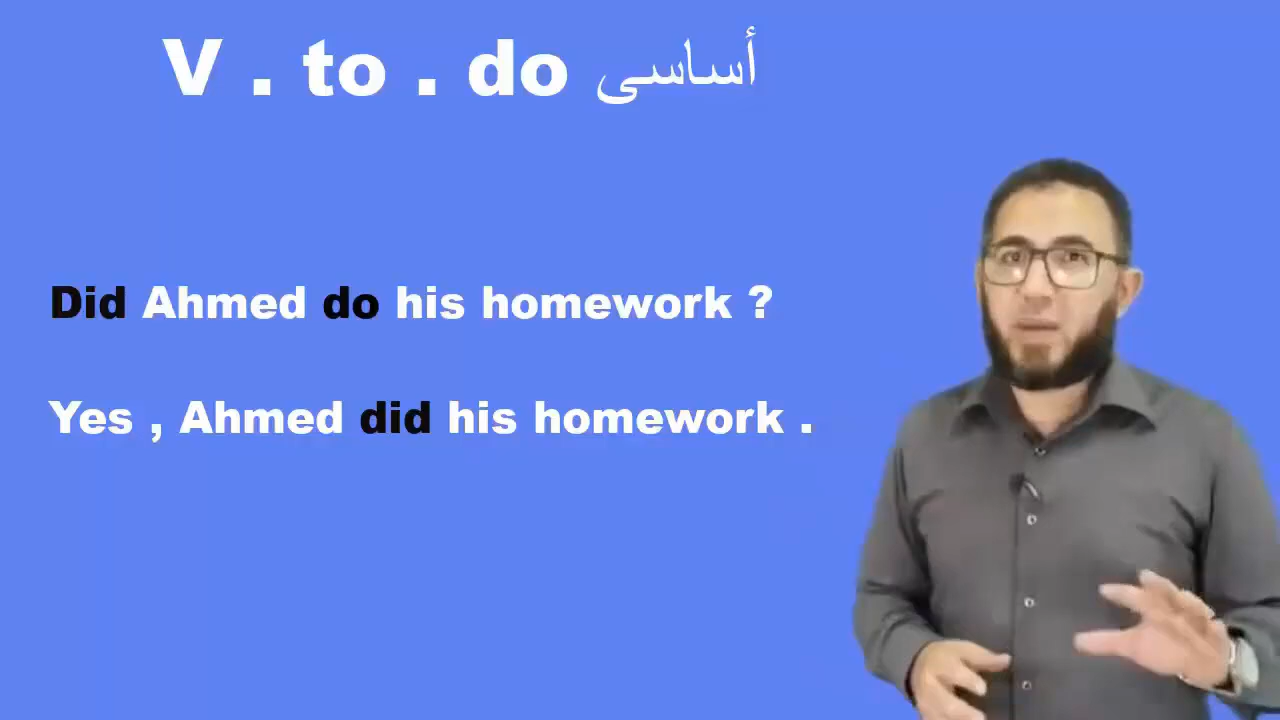 V . to . do أساسى
Did Ahmed do his homework ?
Yes , Ahmed did his homework .